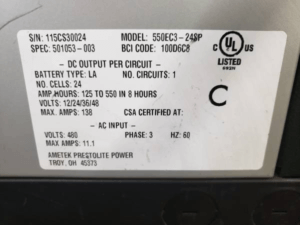 S/N: 115CS30024 MODEL: 550EC3-24SP
SPEC: 501053-003 BCI CODE: 100D6C8
- DC OUTPUT PER CIRCUIT -
BATTERY TYPE: LA NO. CIRCUITS: 1
NO. CELLS: 24
AMP.HOURS: 125 TO 550 IN 8 HOURS
VOLTS: 12/24/36/48
MAX. AMPS: 138 CSA CERTIFIED AT:
- AC INPUT -
VOLTS: 480 PHASE: 3 HZ: 60
MAX AMPS: 11.1
AMETEK PRESTOLITE POWER
TROY, OH 45373
C UL US
LISTED
C